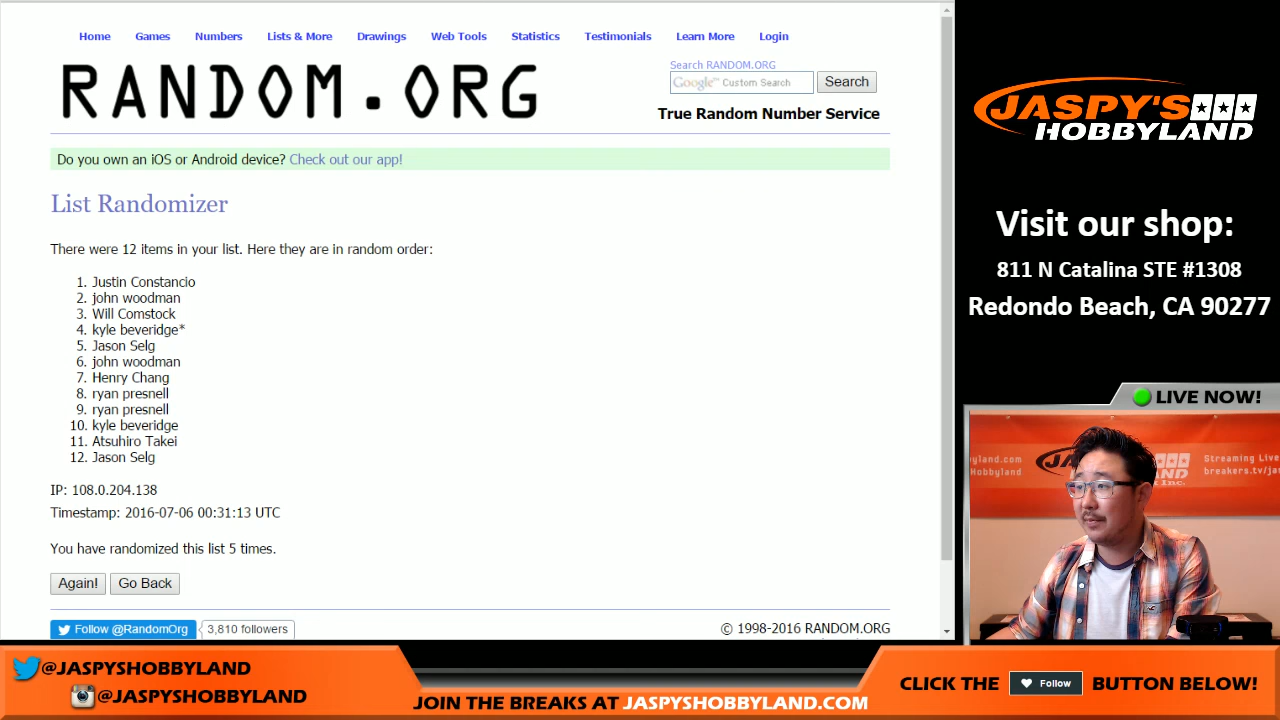 Home Games Numbers Lists & More Drawings Web Tools Statistics Testimonials Learn More Login
RANDOM.ORG
Search RANDOM.ORG
Google™ Custom Search Search
True Random Number Service
Do you own an iOS or Android device? Check out our app!
List Randomizer
There were 12 items in your list. Here they are in random order:
1. Justin Constancio
2. john woodman
3. Will Comstock
4. kyle beveridge*
5. Jason Selg
6. john woodman
7. Henry Chang
8. ryan presnell
9. ryan presnell
10. kyle beveridge
11. Atsuhiro Takei
12. Jason Selg
IP: 108.0.204.138
Timestamp: 2016-07-06 00:31:13 UTC
You have randomized this list 5 times.
Again! Go Back
Follow @RandomOrg 3,810 followers
© 1998-2016 RANDOM.ORG
JASPY'S
HOBBYLAND
Visit our shop:
811 N Catalina STE #1308
Redondo Beach, CA 90277
LIVE NOW!
Streaming Live
breakers.tv/ja
@JASPYSHOBBYLAND
@JASPYSHOBBYLAND
JOIN THE BREAKS AT JASPYSHOBBYLAND.COM
CLICK THE Follow BUTTON BELOW!